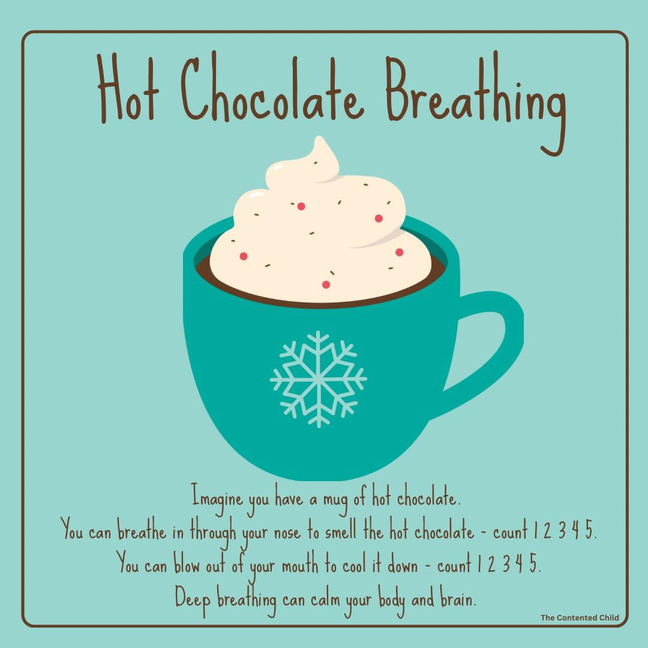 Hot Chocolate Breathing
Imagine you have a mug of hot chocolate.
You can breathe in through your nose to smell the hot chocolate - count 1 2 3 4 5.
You can blow out of your mouth to cool it down - count 1 2 3 4 5.
Deep breathing can calm your body and brain.
The Contented Child